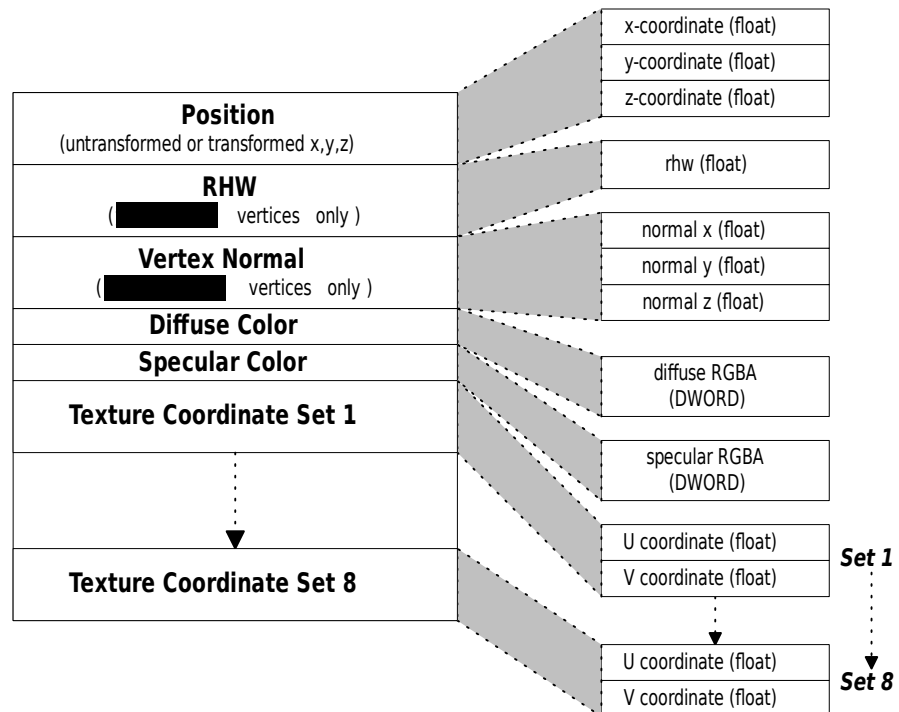 Position
(untransformed or transformed x,y,z)
RHW
( vertices only )
Vertex Normal
( vertices only )
Diffuse Color
Specular Color
Texture Coordinate Set 1
Texture Coordinate Set 8
x-coordinate (float)
y-coordinate (float)
z-coordinate (float)
rhw (float)
normal x (float)
normal y (float)
normal z (float)
diffuse RGBA
(DWORD)
specular RGBA
(DWORD)
U coordinate (float)
V coordinate (float)
Set 1
U coordinate (float)
V coordinate (float)
Set 8